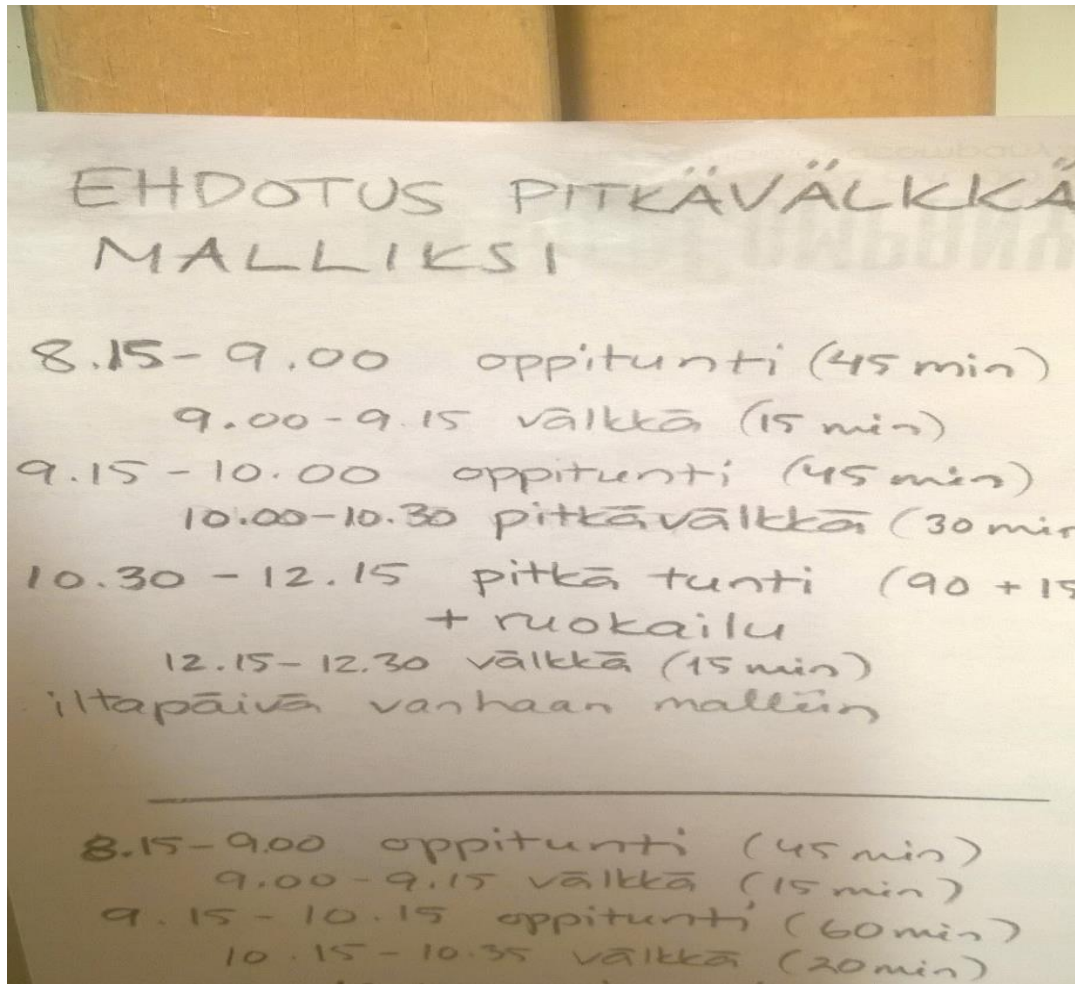 EHDOTUS PITKÄVÄLKKÄ
MALLIKSI
8.15-9.00 oppitunti (45 min)
9.00-9.15 välkkä (15 min)
9.15-10.00 oppitunti (45 min)
10.00-10.30 pitkävälkkä (30 min
10.30-12.15 pitkä tunti (90 + 15
+ ruokailu
12.15-12.30 välkkä (15 min)
iltapäivä vanhaan malliin
8.15-9.00 oppitunti (45 min)
9.00-9.15 välkkä (15 min)
9.15-10.15 oppitunti (60 min)
10.15-10.35 välkkä (20 min)